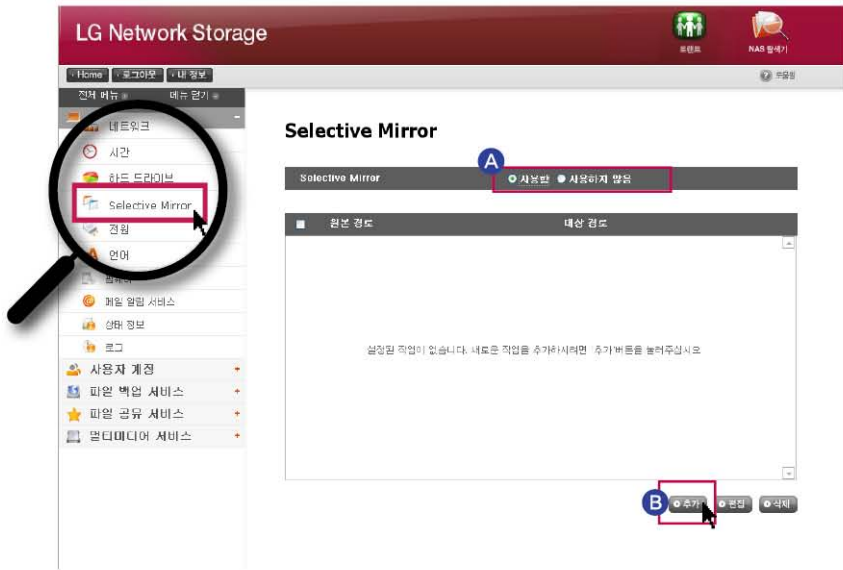 LG Network Storage
토렌트
NAS 탐색기
Home 로그아웃 내 정보
도움말
전체 메뉴 메뉴 닫기
네트워크
시간
하드 드라이브
Selective Mirror
전원
언어
펌웨어
메일 알림 서비스
상태 정보
로그
사용자 계정
파일 백업 서비스
파일 공유 서비스
멀티미디어 서비스
Selective Mirror
A
Selective Mirror 사용함 사용하지 않음
원본 경로 대상 경로
설정된 작업이 없습니다. 새로운 작업을 추가하시려면 '추가'버튼을 눌러주십시오
B 추가 편집 삭제